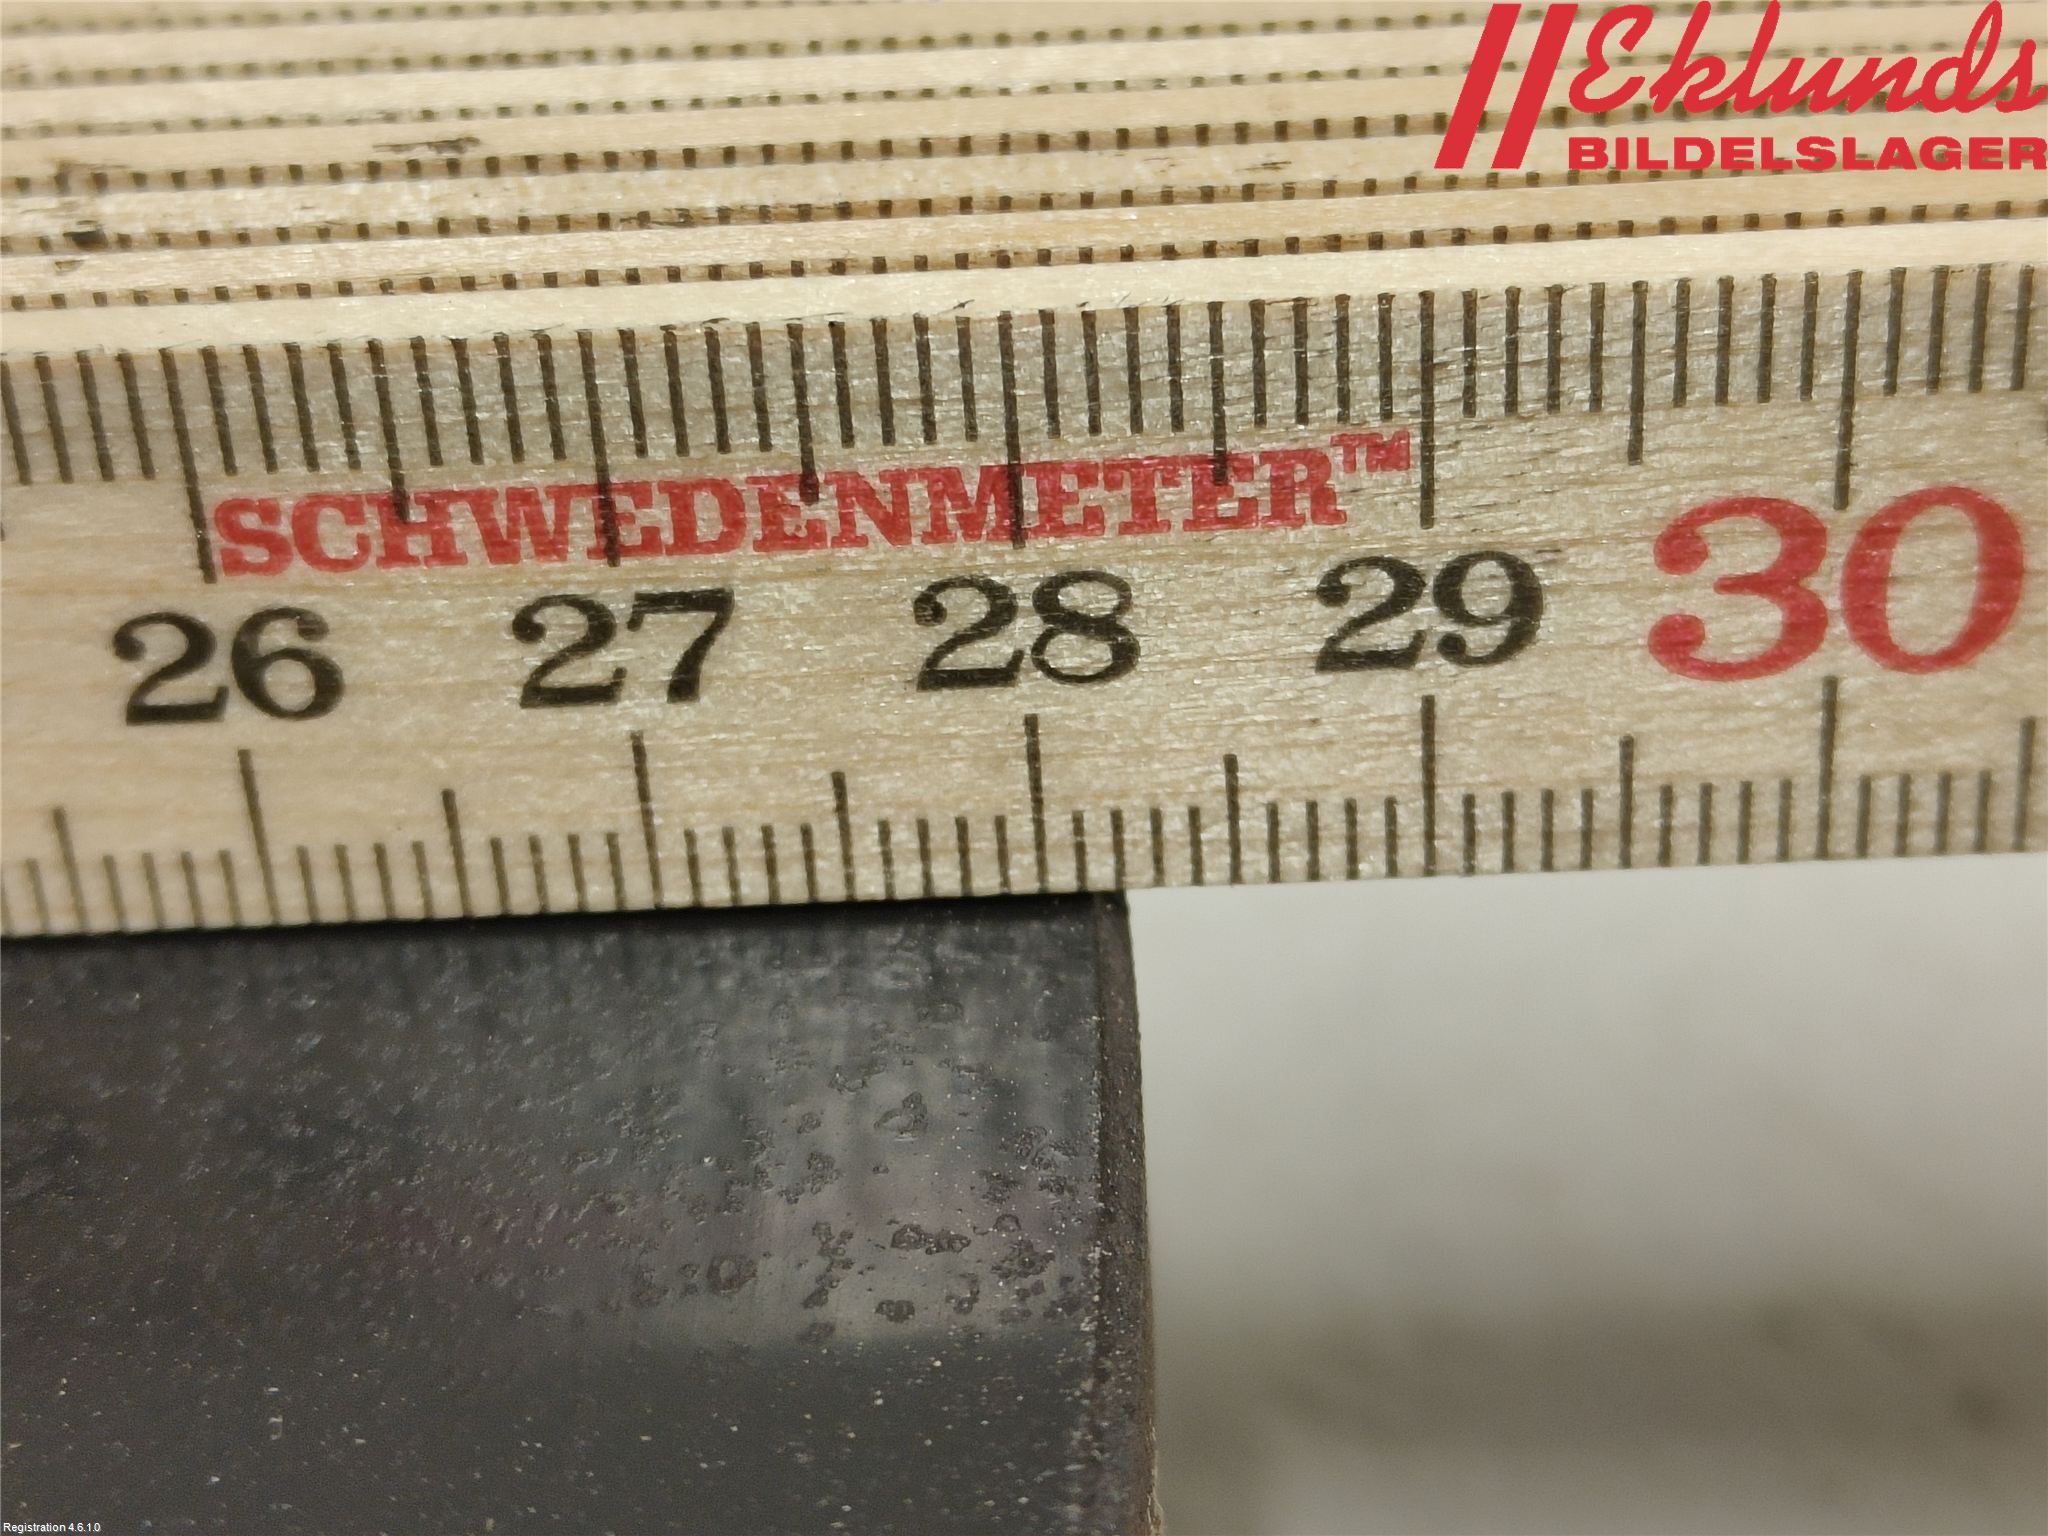 Eklunds
BILDELSLAGER
SCHWEDENMETER™
26 27 28 29 30
Registration 4.6.1.0